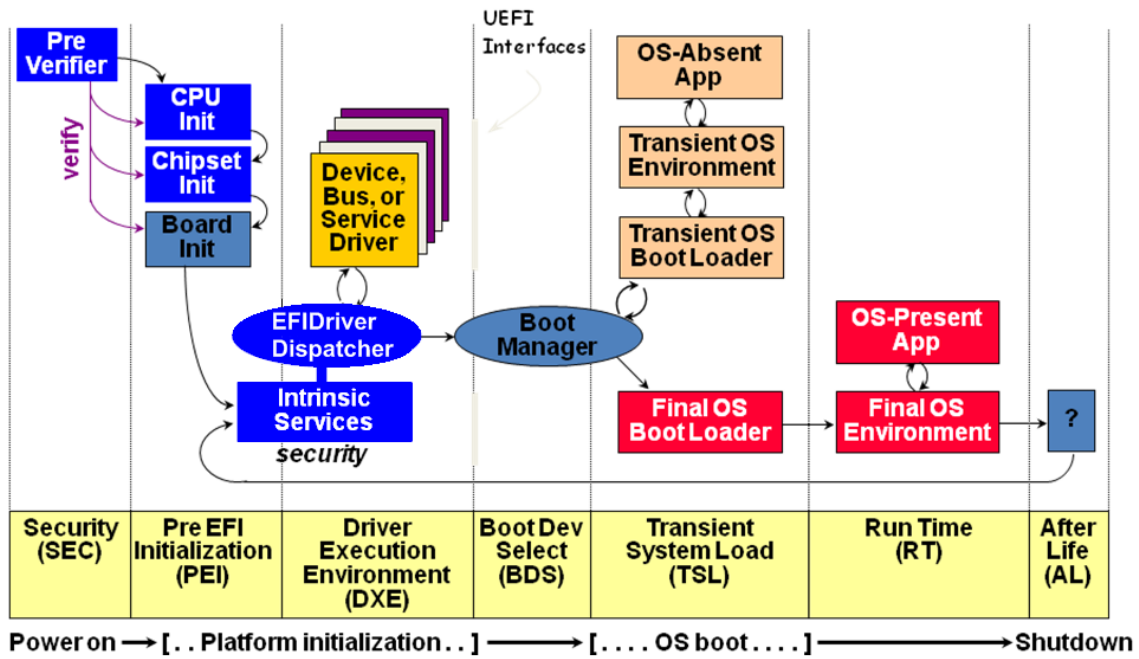 UEFI
Interfaces
Pre
Verifier
verify
CPU
Init
Chipset
Init
Board
Init
Device,
Bus, or
Service
Driver
EFIDriver
Dispatcher
Intrinsic
Services
security
Boot
Manager
OS-Absent
App
Transient OS
Environment
Transient OS
Boot Loader
Final OS
Boot Loader
OS-Present
App
Final OS
Environment
?
Security
(SEC)
Pre EFI
Initialization
(PEI)
Driver
Execution
Environment
(DXE)
Boot Dev
Select
(BDS)
Transient
System Load
(TSL)
Run Time
(RT)
After
Life
(AL)
Power on [ . . Platform initialization . . ] [ . . . . OS boot . . . . ] Shutdown